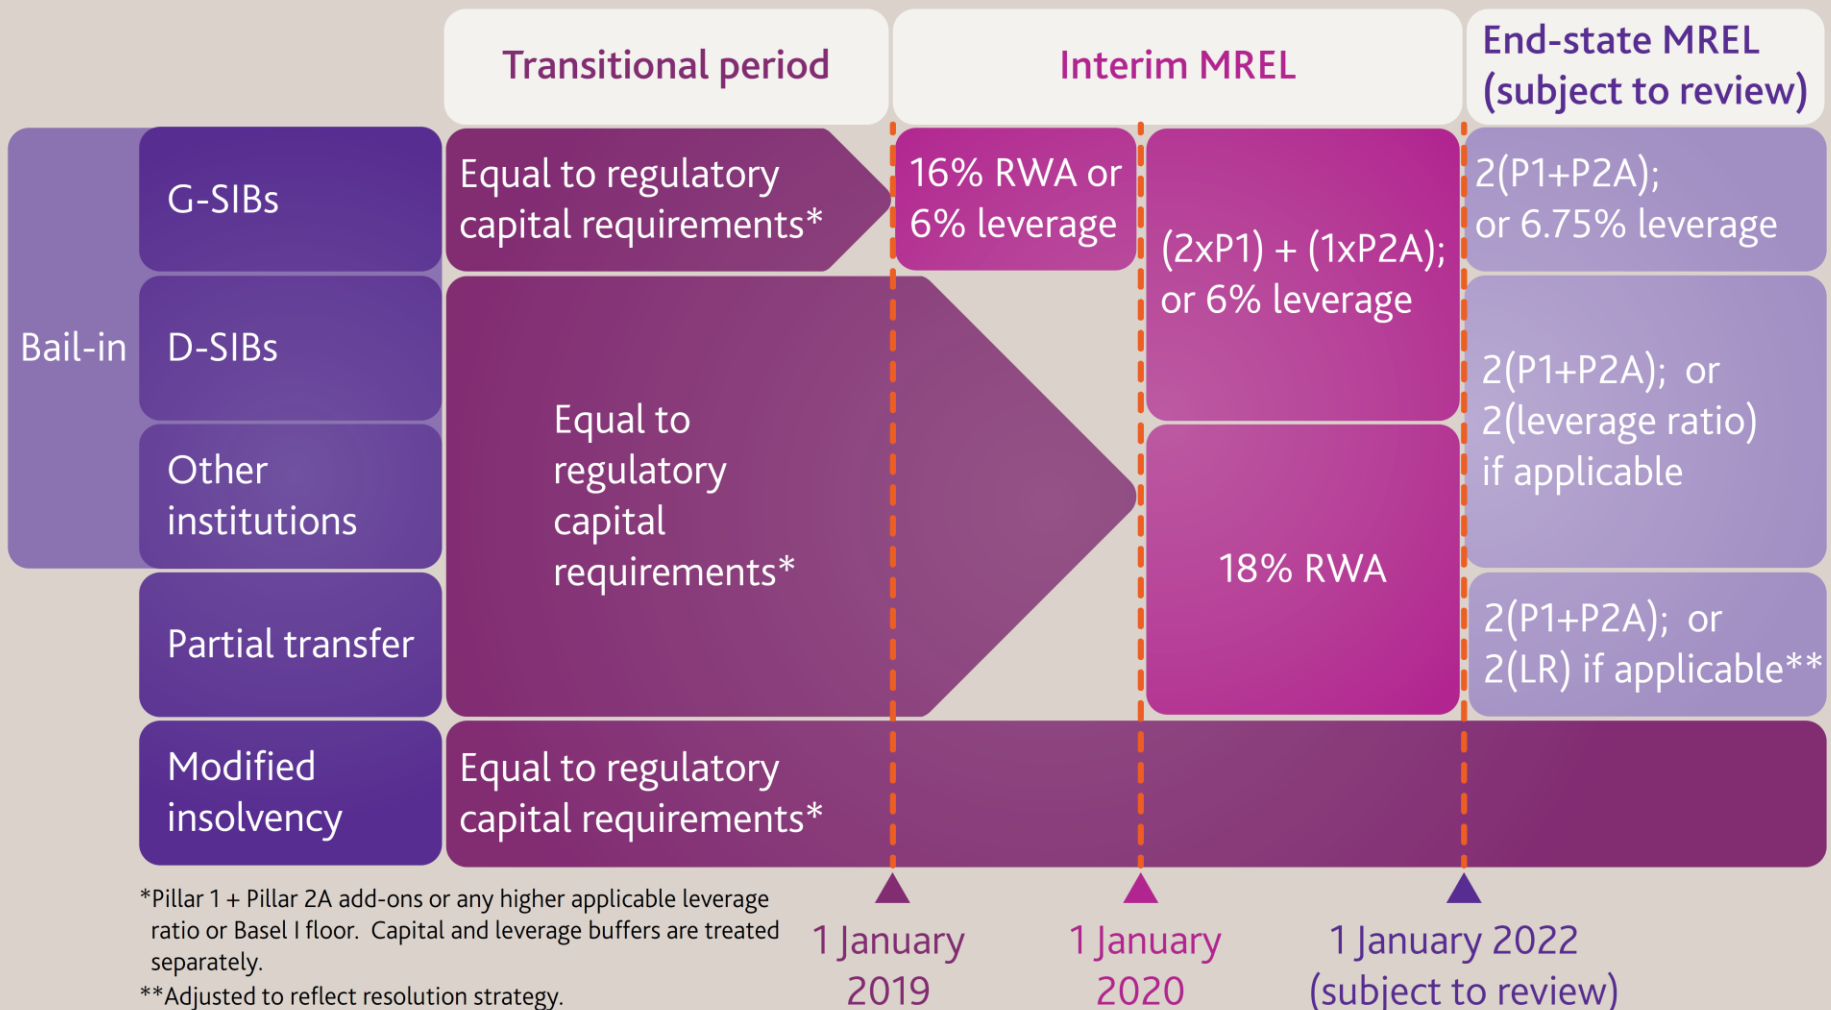 Transitional period
Interim MREL
End-state MREL
(subject to review)
Bail-in
G-SIBs
Equal to regulatory
capital requirements*
16% RWA or
6% leverage
(2xP1) + (1xP2A);
or 6% leverage
2(P1+P2A);
or 6.75% leverage
D-SIBs
Equal to
regulatory
capital
requirements*
2(P1+P2A);  or
2(leverage ratio)
if applicable
Other
institutions
18% RWA
Partial transfer
2(P1+P2A);  or
2(LR) if applicable**
Modified
insolvency
Equal to regulatory
capital requirements*
*Pillar 1 + Pillar 2A add-ons or any higher applicable leverage
ratio or Basel I floor.  Capital and leverage buffers are treated
separately.
**Adjusted to reflect resolution strategy.
1 January
2019
1 January
2020
1 January 2022
(subject to review)